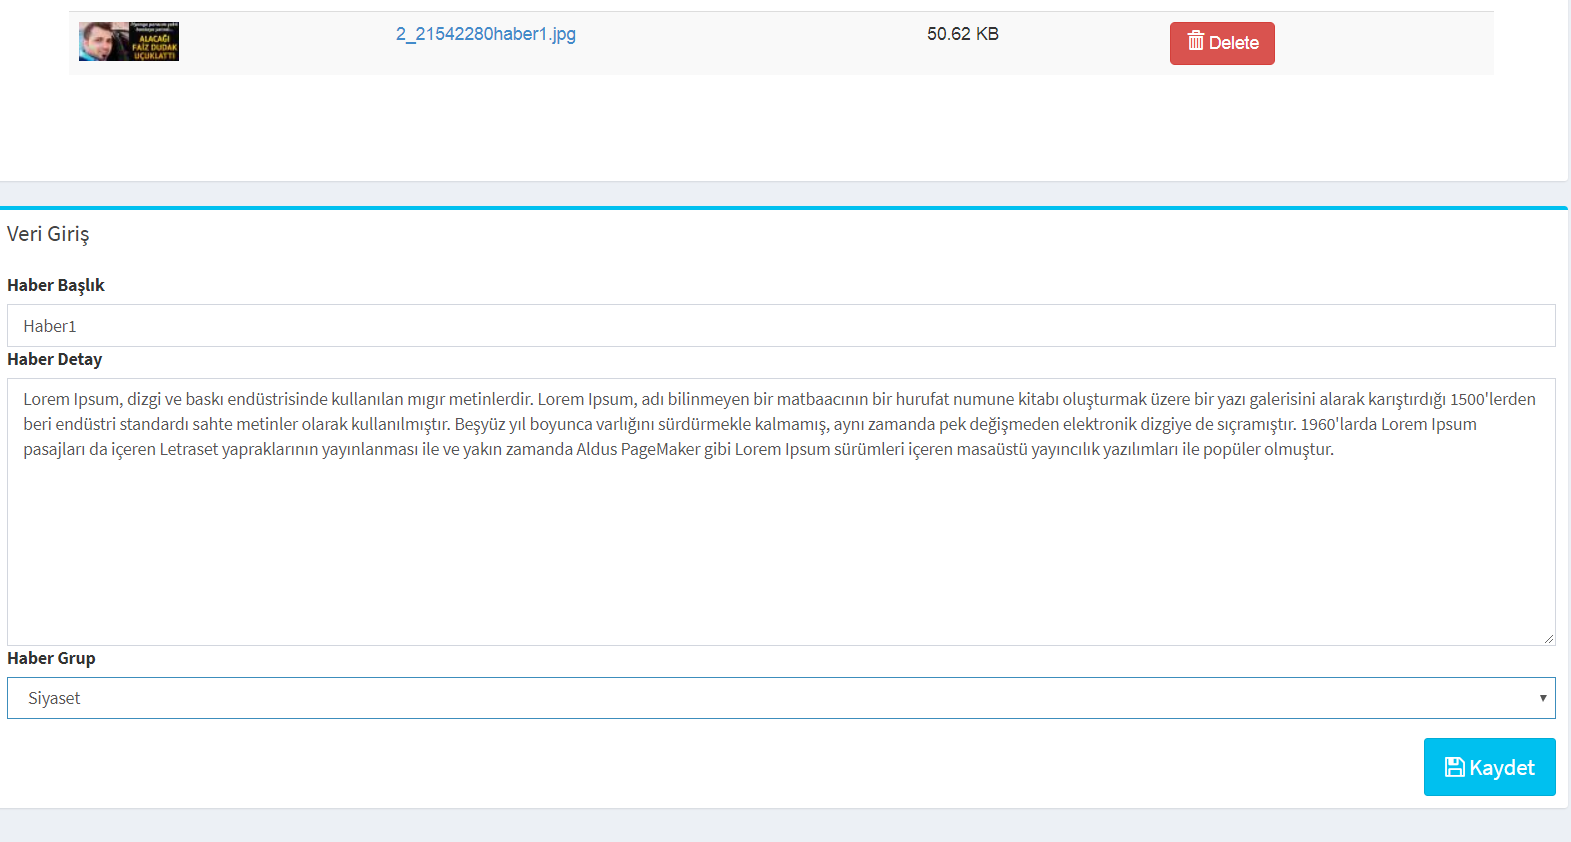 ALACAĞI
FAİZ DUDAK
UÇUKLATTI
2_21542280haber1.jpg
50.62 KB
Delete
Veri Giriş
Haber Başlık
Haber1
Haber Detay
Lorem Ipsum, dizgi ve baskı endüstrisinde kullanılan mıgır metinlerdir. Lorem Ipsum, adı bilinmeyen bir matbaacının bir hurufat numune kitabı oluşturmak üzere bir yazı galerisini alarak karıştırdığı 1500'lerden
beri endüstri standardı sahte metinler olarak kullanılmıştır. Beşyüz yıl boyunca varlığını sürdürmekle kalmamış, aynı zamanda pek değişmeden elektronik dizgiye de sıçramıştır. 1960'larda Lorem Ipsum
pasajları da içeren Letraset yapraklarının yayınlanması ile ve yakın zamanda Aldus PageMaker gibi Lorem Ipsum sürümleri içeren masaüstü yayıncılık yazılımları ile popüler olmuştur.
Haber Grup
Siyaset
Kaydet